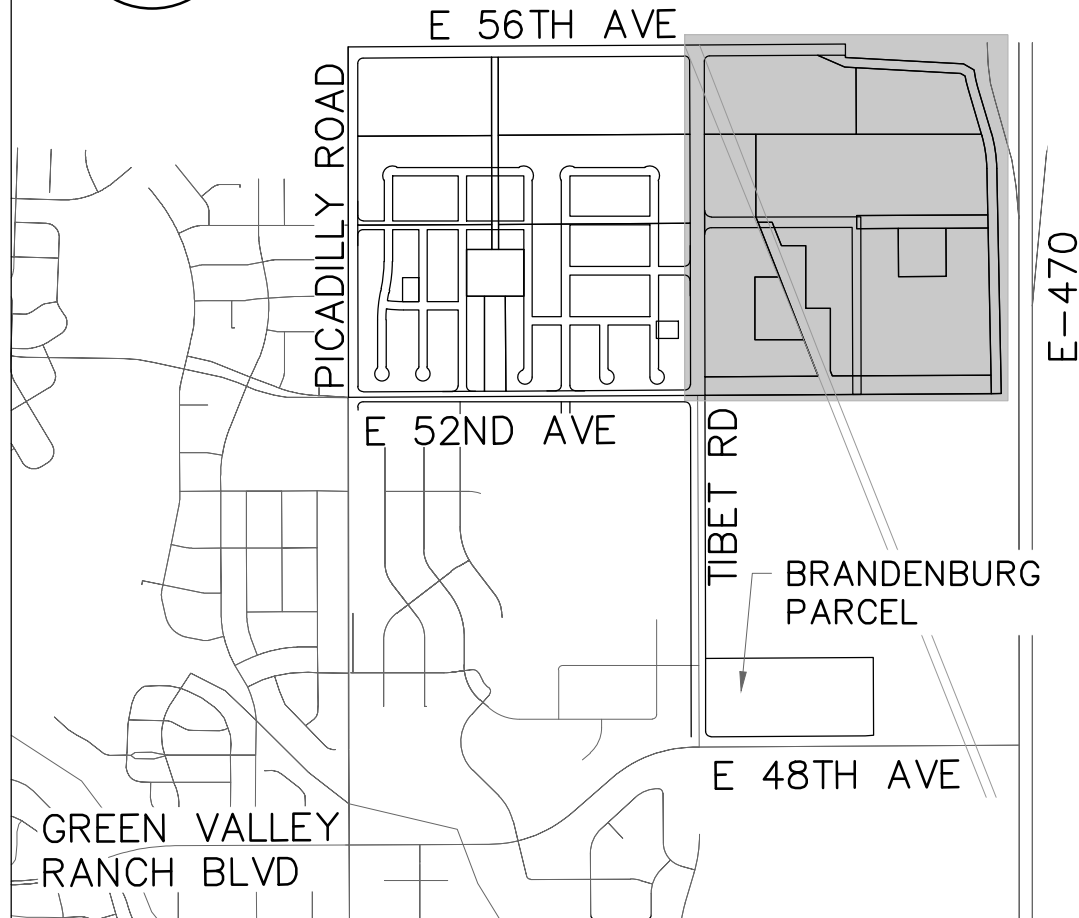 E 56TH AVE
PICADILLY ROAD
E-470
E 52ND AVE
TIBET RD
BRANDENBURG
PARCEL
E 48TH AVE
GREEN VALLEY
RANCH BLVD